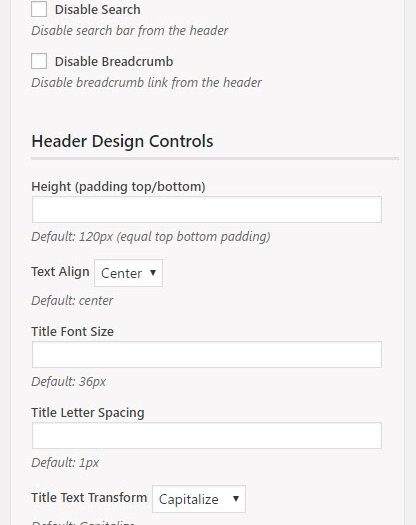 Disable Search
Disable search bar from the header
Disable Breadcrumb
Disable breadcrumb link from the header
Header Design Controls
Height (padding top/bottom)
Default: 120px (equal top bottom padding)
Text Align Center
Default: center
Title Font Size
Default: 36px
Title Letter Spacing
Default: 1px
Title Text Transform Capitalize
Default: Capitalize